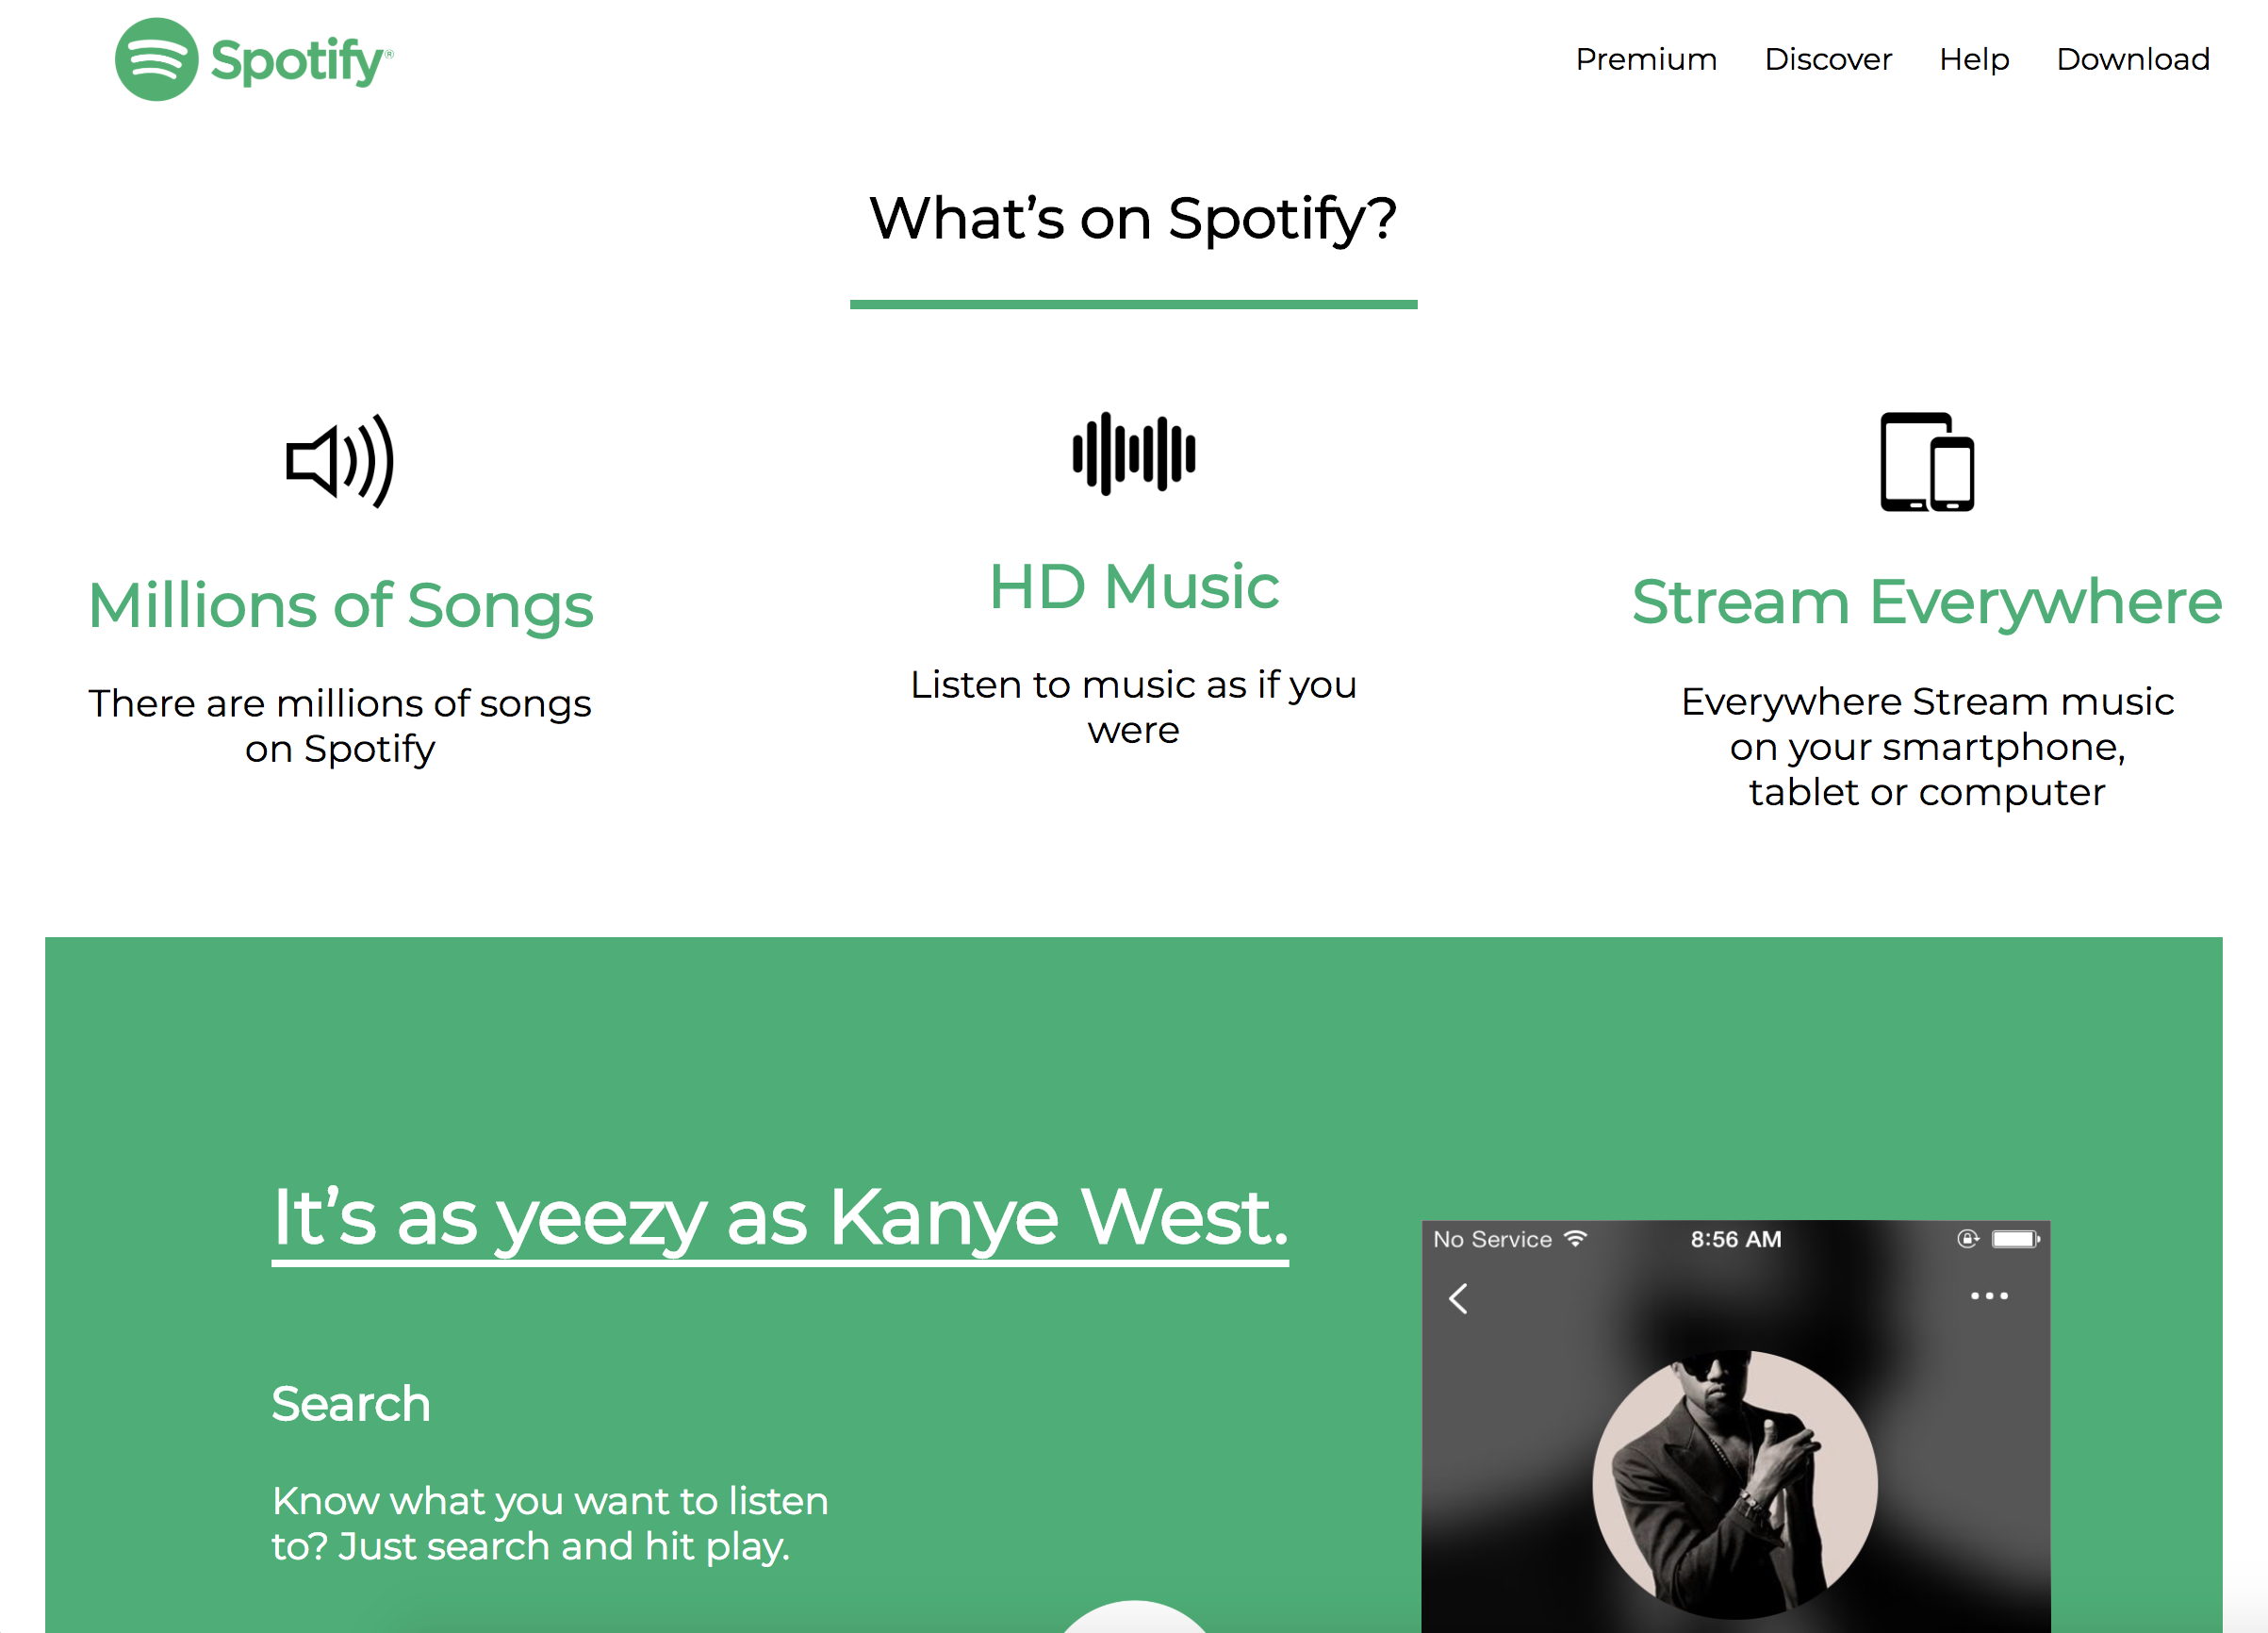 Spotify®
Premium Discover Help Download
What’s on Spotify?
Millions of Songs
There are millions of songs
on Spotify
HD Music
Listen to music as if you
were
Stream Everywhere
Everywhere Stream music
on your smartphone,
tablet or computer
It’s as yeezy as Kanye West.
Search
Know what you want to listen
to? Just search and hit play.
No Service 8:56 AM